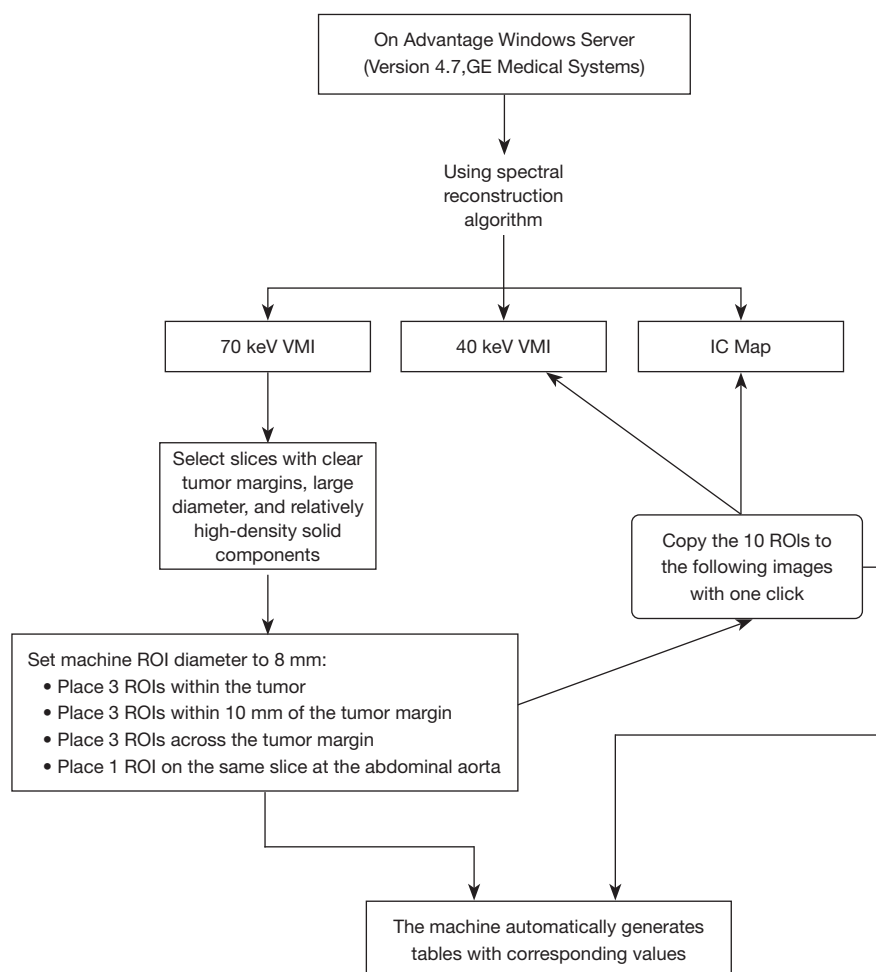 On Advantage Windows Server
(Version 4.7,GE Medical Systems)
Using spectral
reconstruction
algorithm
70 keV VMI
40 keV VMI
IC Map
Select slices with clear
tumor margins, large
diameter, and relatively
high-density solid
components
Copy the 10 ROIs to
the following images
with one click
Set machine ROI diameter to 8 mm:
• Place 3 ROIs within the tumor
• Place 3 ROIs within 10 mm of the tumor margin
• Place 3 ROIs across the tumor margin
• Place 1 ROI on the same slice at the abdominal aorta
The machine automatically generates
tables with corresponding values